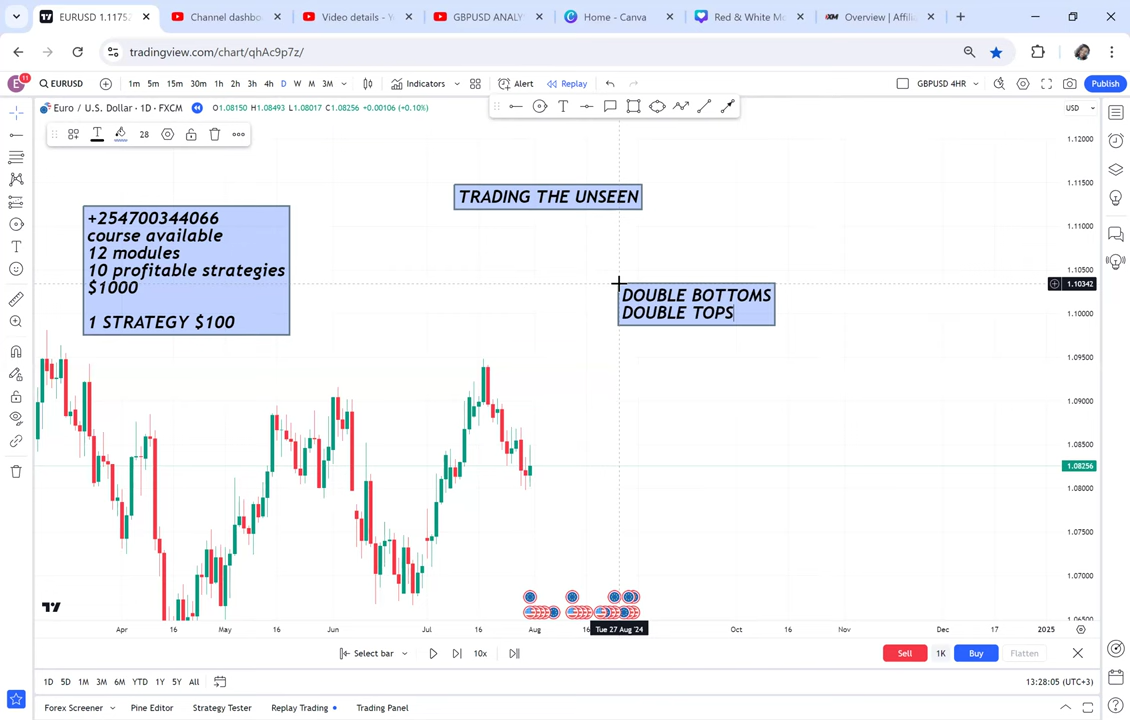 EURUSD 1.1175
Channel dashbo
Video details - Y
GBPUSD ANALY
Home - Canva
Red & White Mo
Overview | Affilia
tradingview.com/chart/qhAc9p7z/
E 11 EURUSD 1m 5m 15m 30m 1h 2h 3h 4h D W M 3M Indicators Alert Replay GBPUSD 4HR Publish
Euro / U.S. Dollar · 1D · FXCM O1.08150 H1.08493 L1.08017 C1.08256 +0.00106 (+0.10%)
USD
T 28
1.12000
1.11500
1.11000
1.10500
1.10342
1.10000
1.09500
1.09000
1.08500
1.08256
1.08000
1.07500
1.07000
1.06500
TRADING THE UNSEEN
+254700344066
course available
12 modules
10 profitable strategies
$1000
1 STRATEGY $100
DOUBLE BOTTOMS
DOUBLE TOPS
Apr 16 May 16 Jun Jul 16 Aug 16 Tue 27 Aug '24 Oct 16 Nov Dec 17 2025
Select bar 10x Sell 1K Buy Flatten
1D 5D 1M 3M 6M YTD 1Y 5Y All 13:28:05 (UTC+3)
Forex Screener Pine Editor Strategy Tester Replay Trading Trading Panel